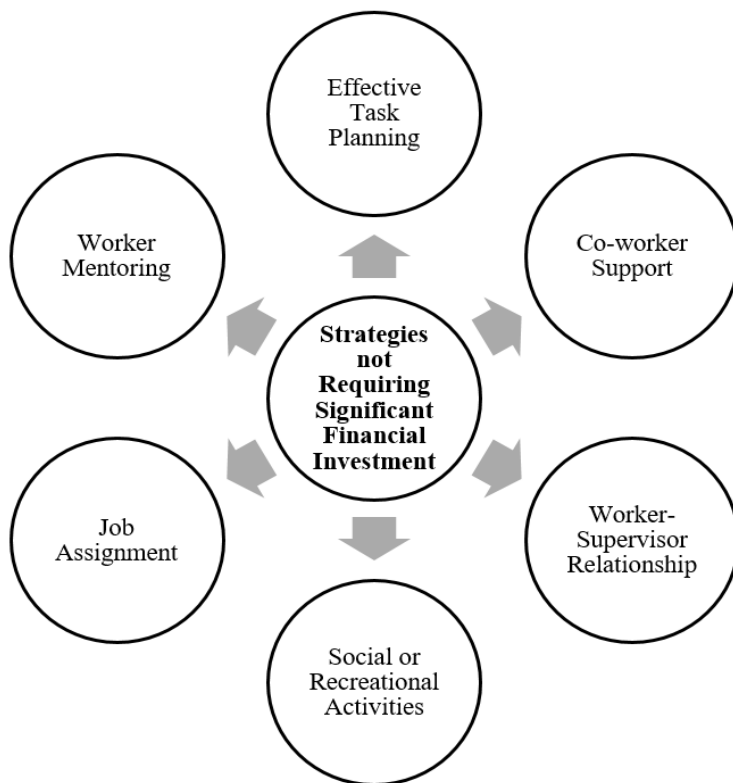 Effective
Task
Planning
Worker
Mentoring
Co-worker
Support
Strategies
not
Requiring
Significant
Financial
Investment
Job
Assignment
Worker-
Supervisor
Relationship
Social or
Recreational
Activities